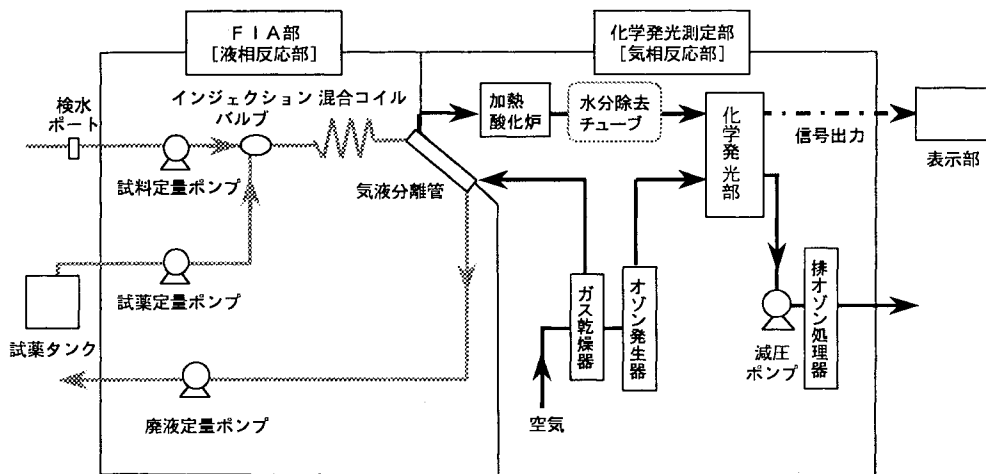 ＦＩＡ部
［液相反応部］
化学発光測定部
［気相反応部］
検水
ポート
インジェクション
バルブ
混合コイル
加熱
酸化炉
水分除去
チューブ
化学発光部
信号出力
表示部
試料定量ポンプ
気液分離管
試薬定量ポンプ
試薬タンク
ガス乾燥器
オゾン発生器
排オゾン処理器
減圧
ポンプ
廃液定量ポンプ
空気